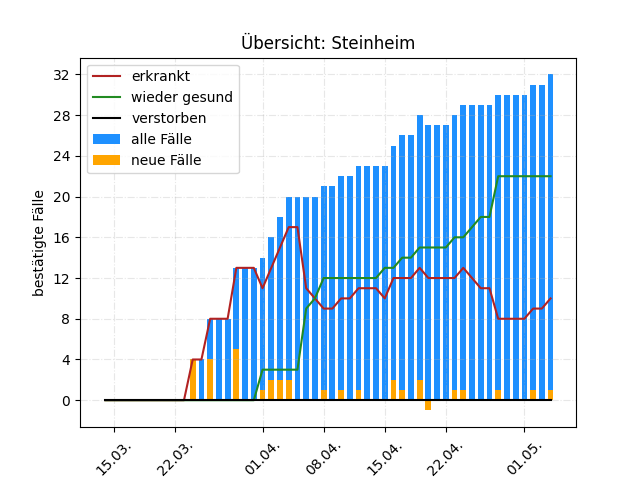 Übersicht: Steinheim
bestätigte Fälle
32
28
24
20
16
12
8
4
0
erkrankt
wieder gesund
verstorben
alle Fälle
neue Fälle
15.03.
22.03.
01.04.
08.04.
15.04.
22.04.
01.05.